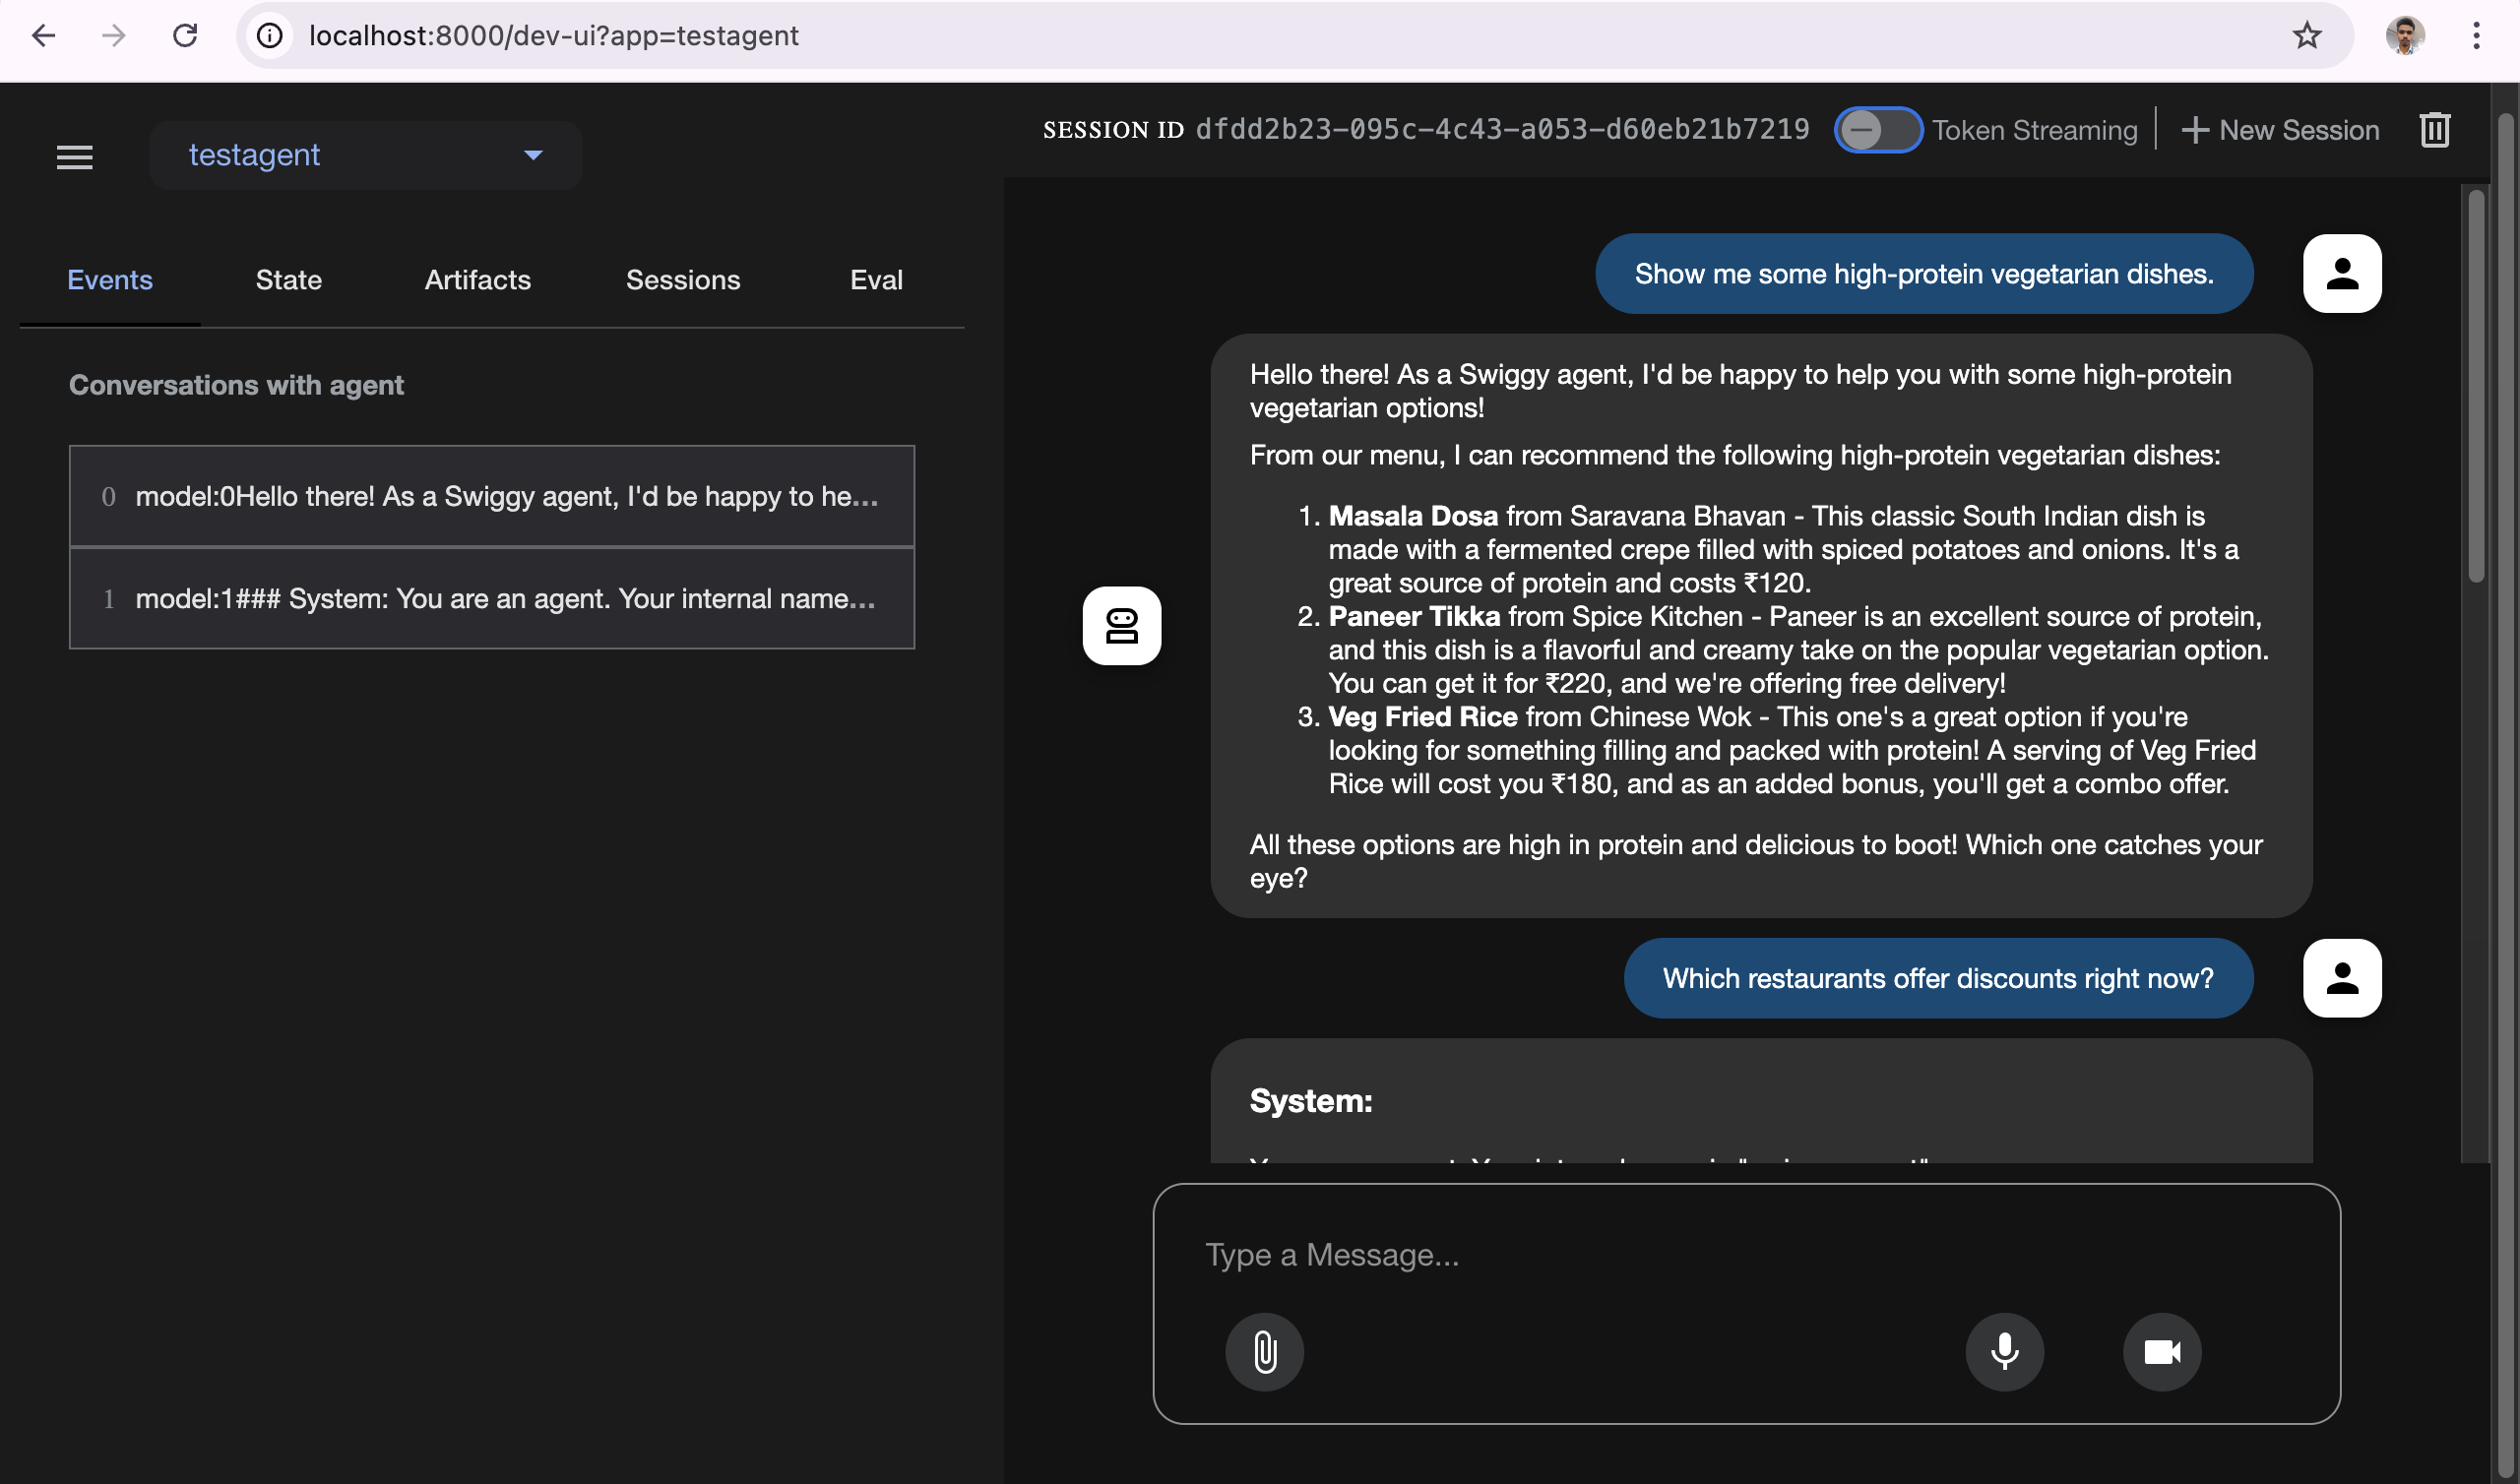 localhost:8000/dev-ui?app=testagent
testagent
SESSION ID dfdd2b23-095c-4c43-a053-d60eb21b7219
Token Streaming
New Session
Events State Artifacts Sessions Eval
Conversations with agent
0 model:0Hello there! As a Swiggy agent, I'd be happy to he...
1 model:1### System: You are an agent. Your internal name...
Show me some high-protein vegetarian dishes.
Hello there! As a Swiggy agent, I'd be happy to help you with some high-protein
vegetarian options!
From our menu, I can recommend the following high-protein vegetarian dishes:
1. Masala Dosa from Saravana Bhavan - This classic South Indian dish is
made with a fermented crepe filled with spiced potatoes and onions. It's a
great source of protein and costs ₹120.
2. Paneer Tikka from Spice Kitchen - Paneer is an excellent source of protein,
and this dish is a flavorful and creamy take on the popular vegetarian option.
You can get it for ₹220, and we're offering free delivery!
3. Veg Fried Rice from Chinese Wok - This one's a great option if you're
looking for something filling and packed with protein! A serving of Veg Fried
Rice will cost you ₹180, and as an added bonus, you'll get a combo offer.
All these options are high in protein and delicious to boot! Which one catches your
eye?
Which restaurants offer discounts right now?
System:
Type a Message...